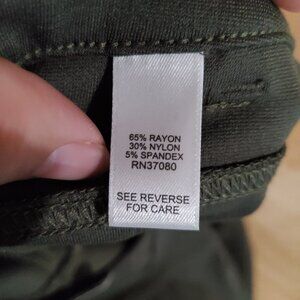 65% RAYON
30% NYLON
5% SPANDEX
RN37080
SEE REVERSE
FOR CARE